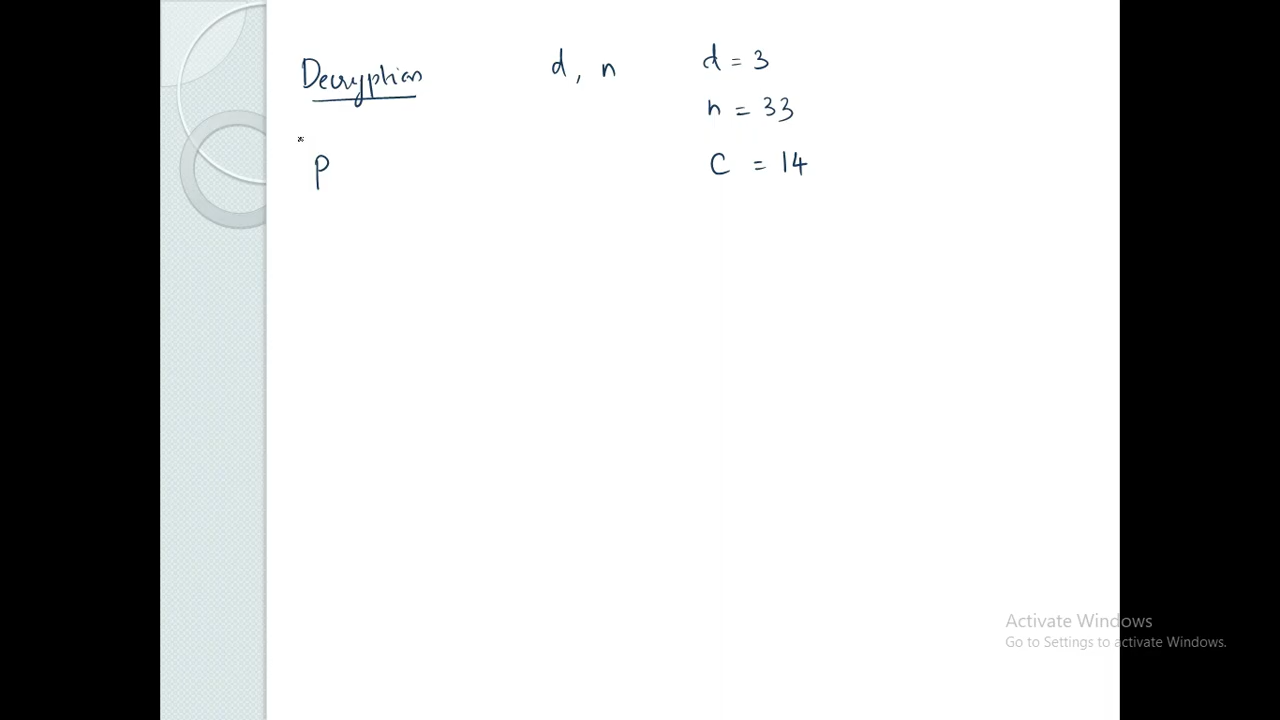 Decryption d, n d = 3
n = 33
P C = 14
Activate Windows
Go to Settings to activate Windows.